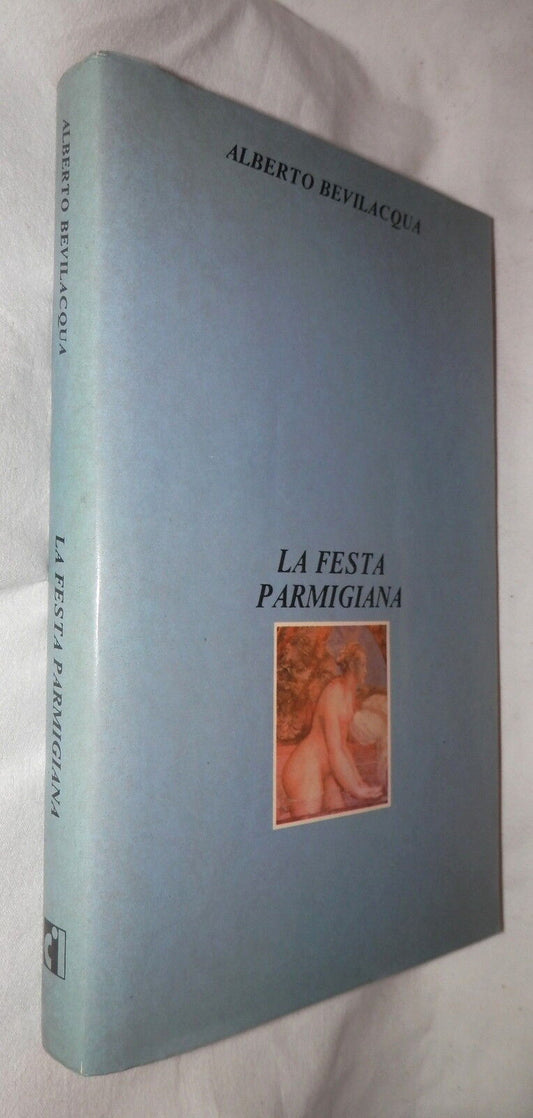 ALBERTO BEVILACQUA
LA FESTA PARMIGIANA
ALBERTO BEVILACQUA
LA FESTA
PARMIGIANA